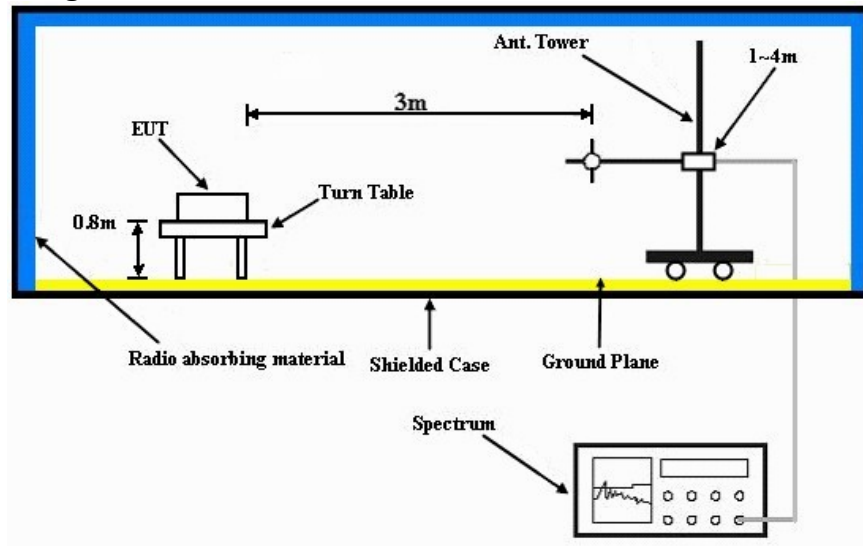 Ant. Tower
1~4m
3m
EUT
Turn Table
0.8m
Radio absorbing material
Shielded Case
Ground Plane
Spectrum